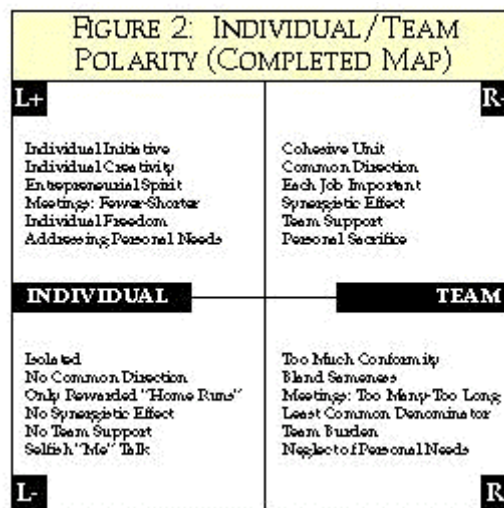 FIGURE 2: INDIVIDUAL/TEAM
POLARITY (COMPLETED MAP)
L+
R
Individual Initiative
Individual Creativity
Entrepreneurial Spirit
Meetings: Fewer-Shorter
Individual Freedom
Addressing Personal Needs
Cohesive Unit
Common Direction
Each Job Important
Synergistic Effect
Team Support
Personal Sacrifice
INDIVIDUAL
TEAM
Isolated
No Common Direction
Only Rewarded "Home Runs"
No Synergistic Effect
No Team Support
Selfish "Me" Talk
Too Much Conformity
Bland Sameness
Meetings: Too Many-Too Long
Least Common Denominator
Team Burden
Neglect of Personal Needs
L-
R